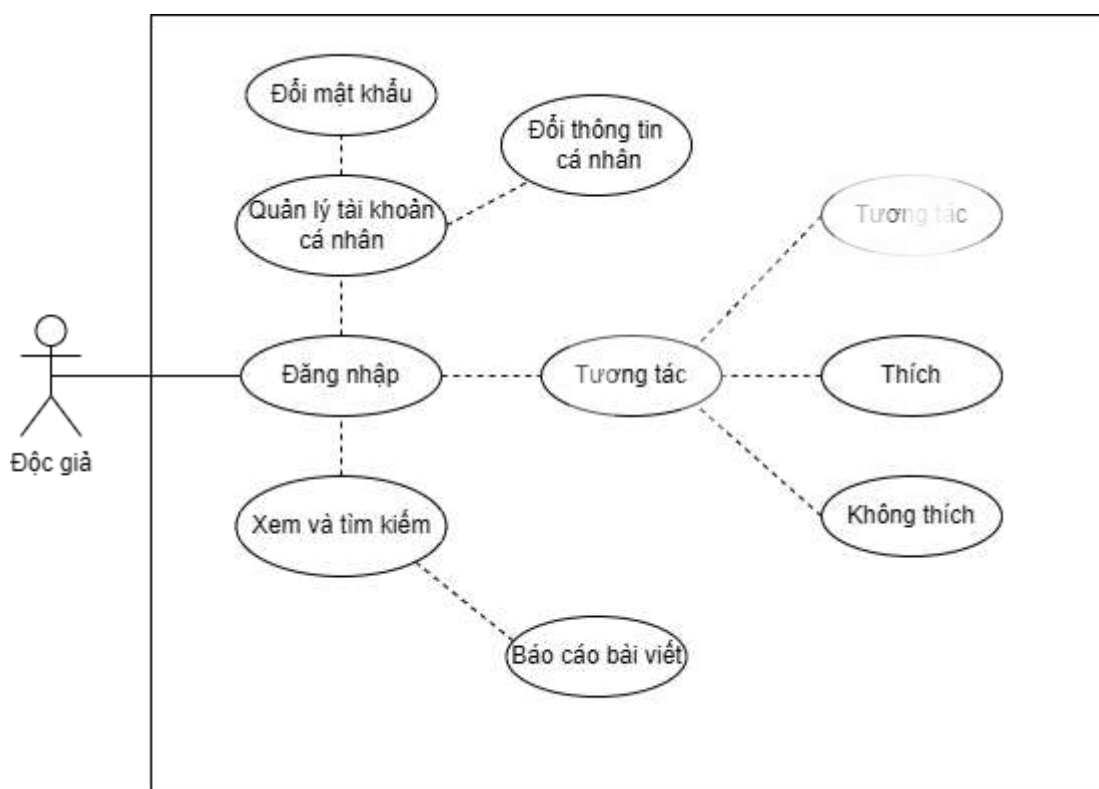 Đổi mật khẩu
Đổi thông tin
cá nhân
Quản lý tài khoản
cá nhân
Tương tác
Đăng nhập
Tương tác
Thích
Độc giả
Xem và tìm kiếm
Không thích
Báo cáo bài viết